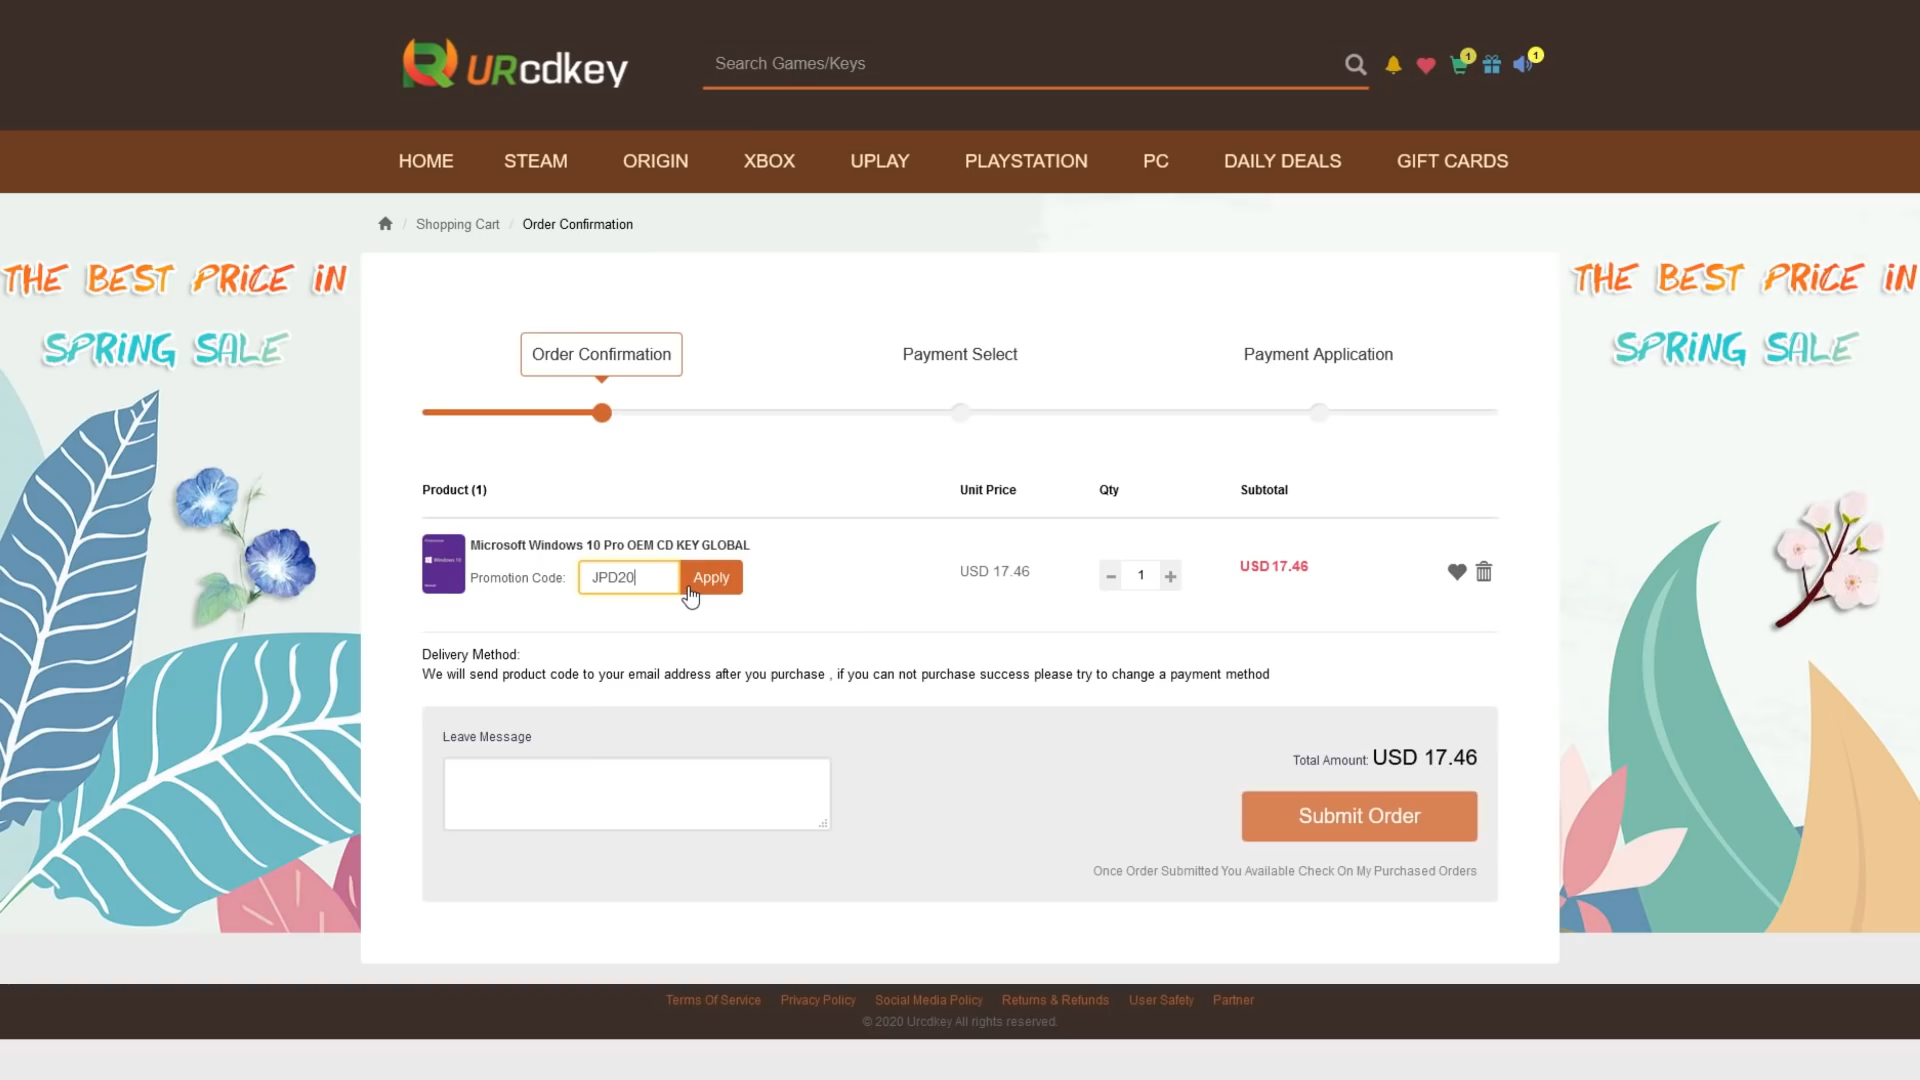 URcdkey
Search Games/Keys
1
1
HOME STEAM ORIGIN XBOX UPLAY PLAYSTATION PC DAILY DEALS GIFT CARDS
/ Shopping Cart / Order Confirmation
THE BEST PRICE IN
SPRING SALE
THE BEST PRICE IN
SPRING SALE
Order Confirmation Payment Select Payment Application
Product (1) Unit Price Qty Subtotal
Windows 10
Microsoft Windows 10 Pro OEM CD KEY GLOBAL
Promotion Code: JPD20 Apply
USD 17.46 - 1 + USD 17.46
Delivery Method:
We will send product code to your email address after you purchase , if you can not purchase success please try to change a payment method
Leave Message
Total Amount: USD 17.46
Submit Order
Once Order Submitted You Available Check On My Purchased Orders
Terms Of Service Privacy Policy Social Media Policy Returns & Refunds User Safety Partner
© 2020 Urcdkey All rights reserved.